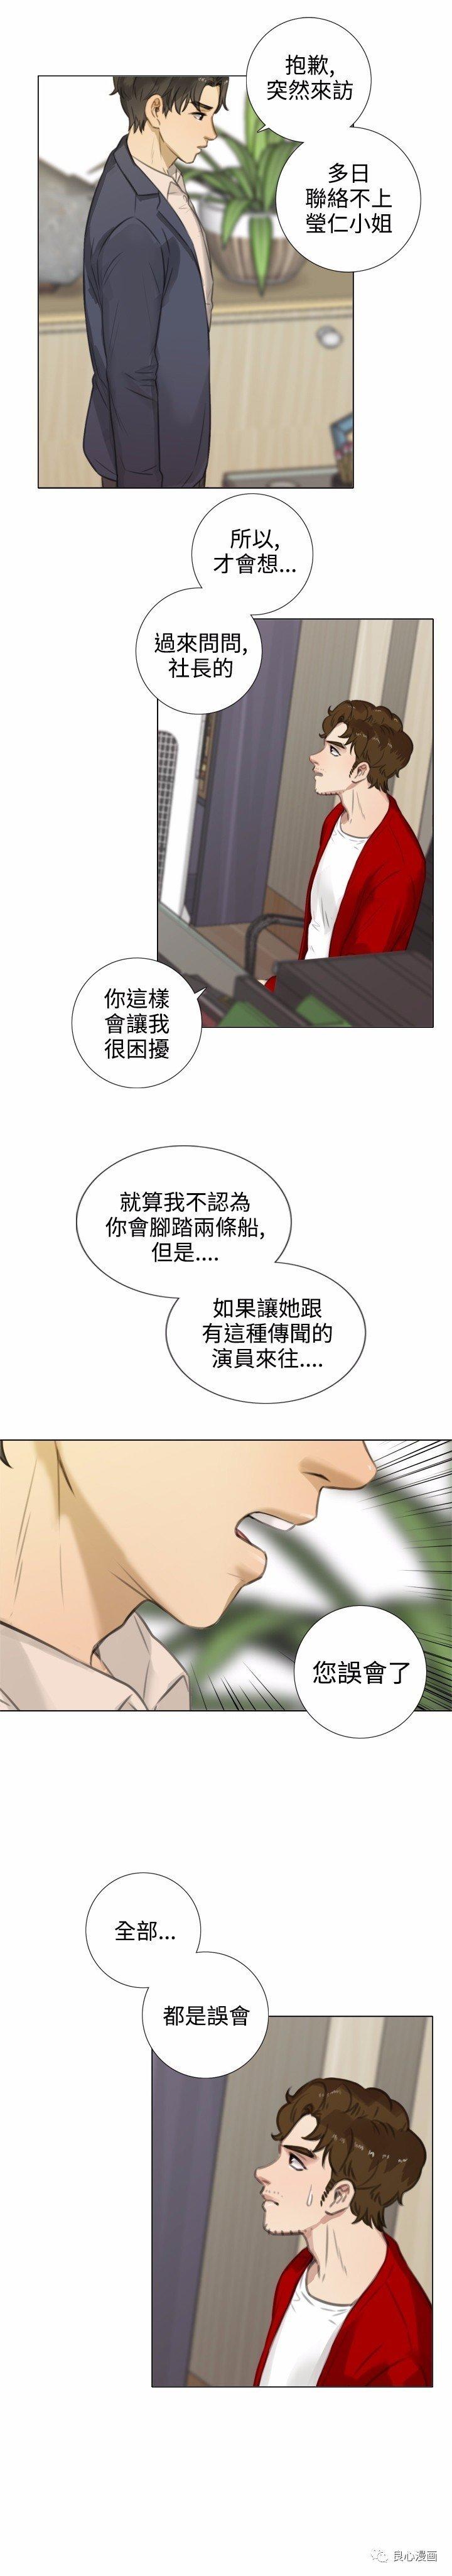 抱歉,
突然來訪
多日
聯絡不上
瑩仁小姐
所以,
才會想...
過來問問,
社長的
你這樣
會讓我
很困擾
就算我不認為
你會腳踏兩條船,
但是....
如果讓她跟
有這種傳聞的
演員來往....
您誤會了
全部...
都是誤會
良心漫画